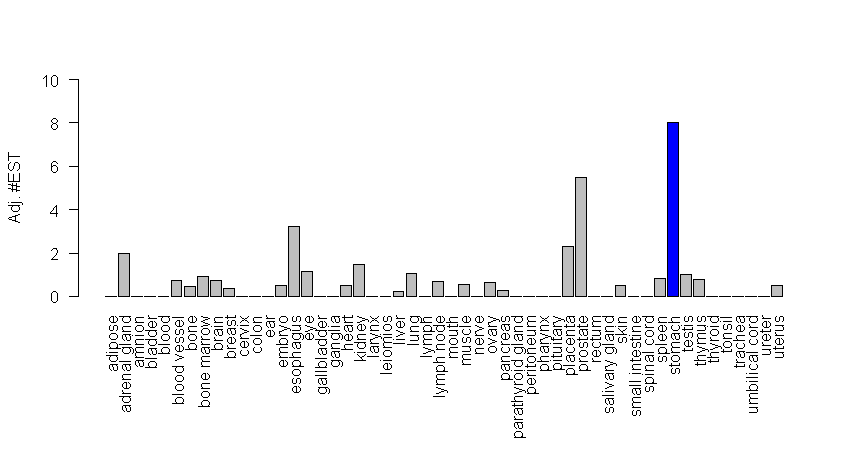 10
8
6
4
2
0
Adj. #EST
adipose
adrenal gland
amnion
bladder
blood
blood vessel
bone
bone marrow
brain
breast
cervix
colon
ear
embryo
esophagus
eye
gallbladder
ganglia
heart
kidney
larynx
leiomios
liver
lung
lymph
lymph node
mouth
muscle
nerve
ovary
pancreas
parathyroid gland
peritoneum
pharynx
pituitary
placenta
prostate
rectum
salivary gland
skin
small intestine
spinal cord
spleen
stomach
testis
thymus
thyroid
tonsil
trachea
umbilical cord
ureter
uterus